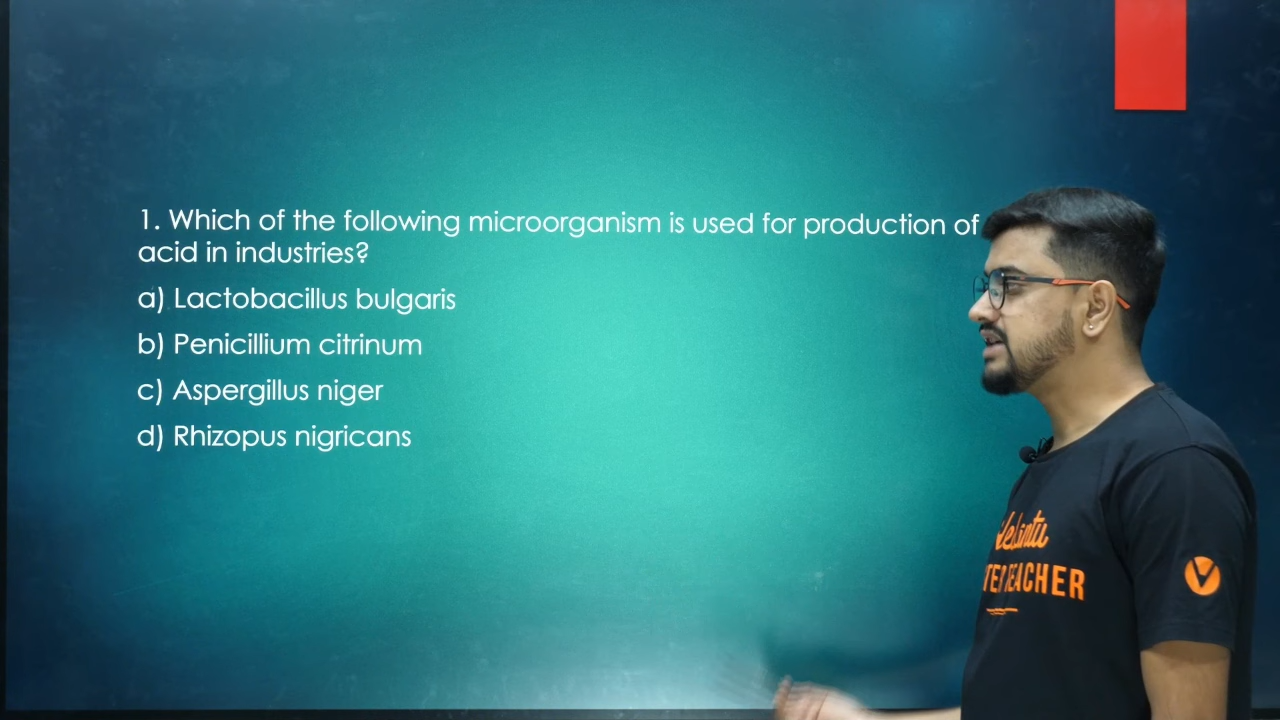 1. Which of the following microorganism is used for production of
acid in industries?
a) Lactobacillus bulgaris
b) Penicillium citrinum
c) Aspergillus niger
d) Rhizopus nigricans
TEACHER